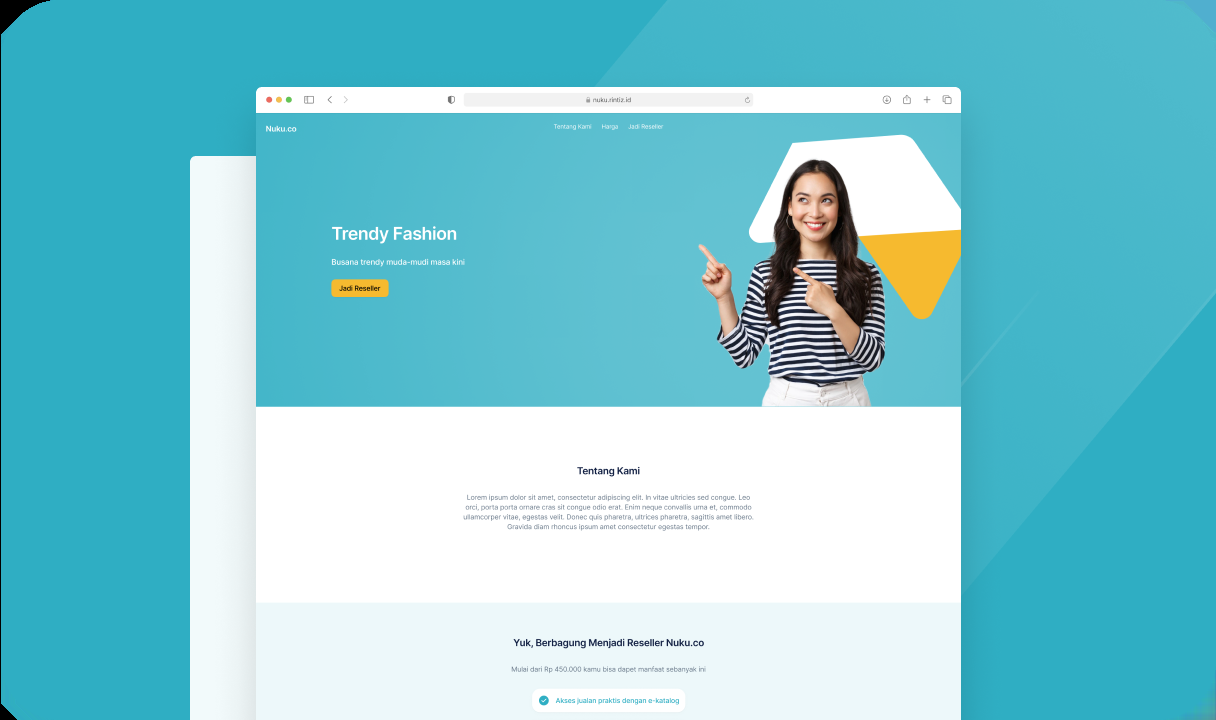 nuku.rintiz.id
Nuku.co
Tentang Kami Harga Jadi Reseller
Trendy Fashion
Busana trendy muda-mudi masa kini
Jadi Reseller
Tentang Kami
Lorem ipsum dolor sit amet, consectetur adipiscing elit. In vitae ultricies sed congue. Leo
orci, porta porta ornare cras sit congue odio erat. Enim neque convallis urna et, commodo
ullamcorper vitae, egestas velit. Donec quis pharetra, ultrices pharetra, sagittis amet libero.
Gravida diam rhoncus ipsum amet consectetur egestas tempor.
Yuk, Berbagung Menjadi Reseller Nuku.co
Mulai dari Rp 450.000 kamu bisa dapet manfaat sebanyak ini
Akses jualan praktis dengan e-katalog